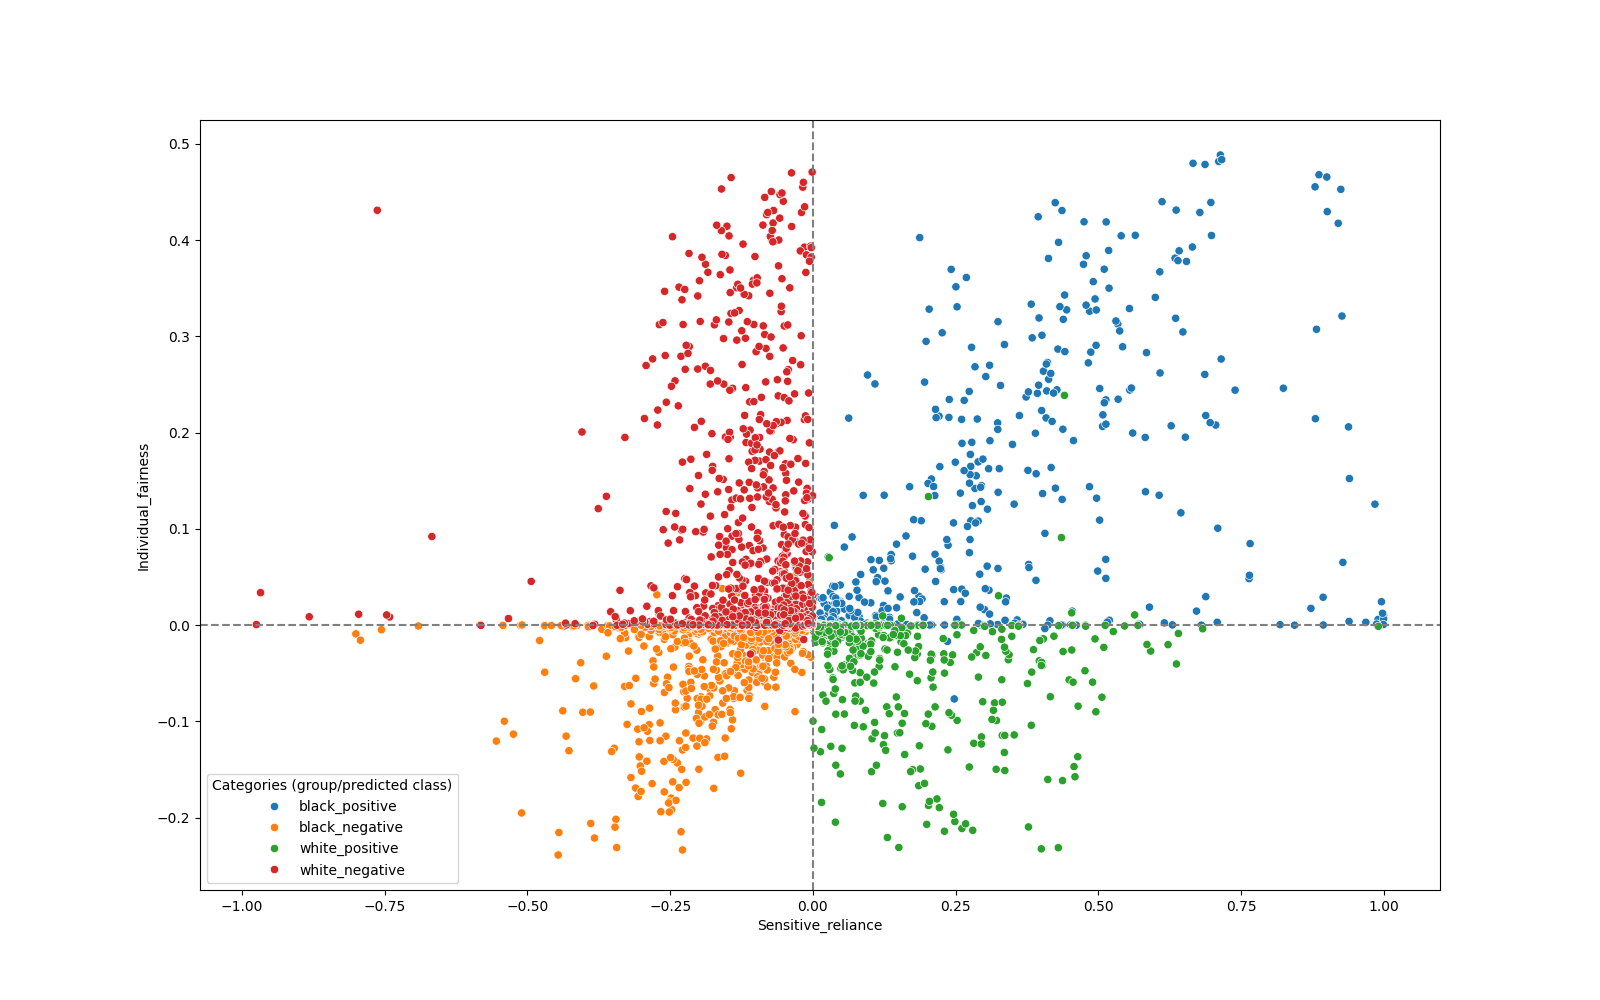 0.5
0.4
0.3
0.2
0.1
0.0
−0.1
−0.2
Individual_fairness
Categories (group/predicted class)
black_positive
black_negative
white_positive
white_negative
−1.00 −0.75 −0.50 −0.25 0.00 0.25 0.50 0.75 1.00
Sensitive_reliance